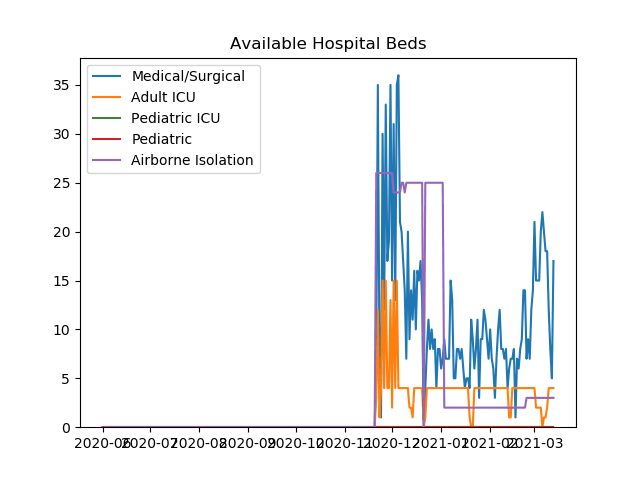 Available Hospital Beds
35
30
25
20
15
10
5
0
Medical/Surgical
Adult ICU
Pediatric ICU
Pediatric
Airborne Isolation
2020-06 2020-07 2020-08 2020-09 2020-10 2020-11 2020-12 2021-01 2021-02 2021-03